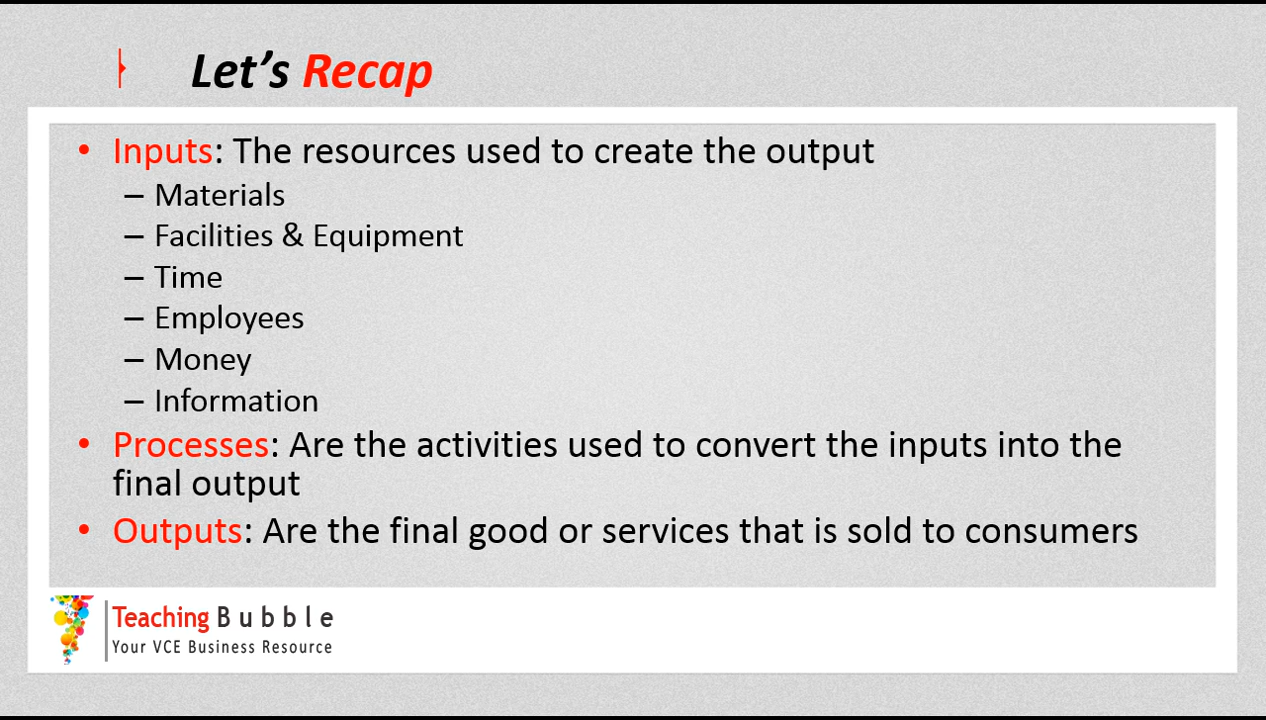 Let’s Recap
• Inputs: The resources used to create the output
– Materials
– Facilities & Equipment
– Time
– Employees
– Money
– Information
• Processes: Are the activities used to convert the inputs into the
final output
• Outputs: Are the final good or services that is sold to consumers
Teaching Bubble
Your VCE Business Resource